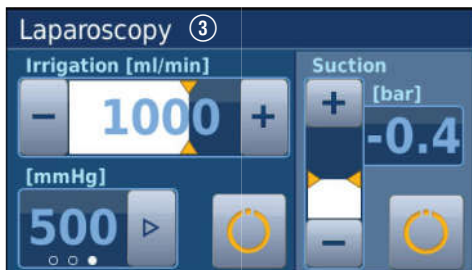 Laparoscopy ③
Irrigation [ml/min]
− 1000 +
[mmHg]
500
Suction
+
[bar]
-0.4
−